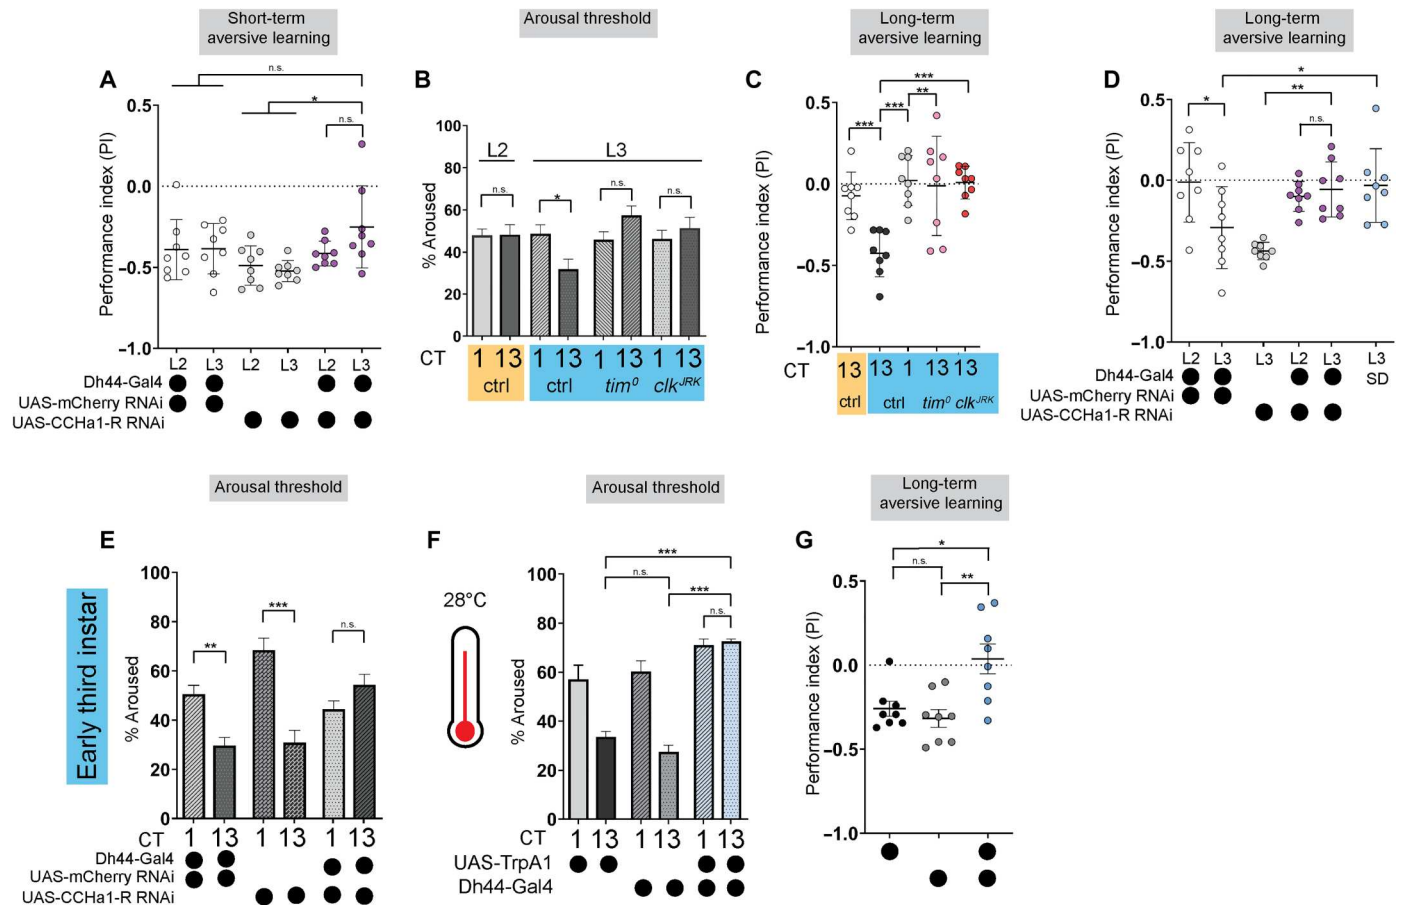 Short-term
aversive learning
A
n.s.
*
n.s.
0.5
0.0
−0.5
−1.0
Performance index (PI)
L2 L3 L2 L3 L2 L3
Dh44-Gal4
UAS-mCherry RNAi
UAS-CCHa1-R RNAi
Arousal threshold
B
100
80
60
40
20
0
% Aroused
L2 L3
n.s. * n.s. n.s.
CT 1 13 1 13 1 13 1 13
ctrl ctrl tim⁰ clkᴶᴿᴷ
Long-term
aversive learning
C
***
**
***
***
0.5
0.0
−0.5
−1.0
Performance index (PI)
CT 13 13 1 13 13
ctrl ctrl tim⁰ clkᴶᴿᴷ
Long-term
aversive learning
D
*
**
*
n.s.
0.5
0.0
−0.5
−1.0
Performance index (PI)
L2 L3 L3 L2 L3 L3
SD
Dh44-Gal4
UAS-mCherry RNAi
UAS-CCHa1-R RNAi
Early third instar
Arousal threshold
E
100
80
60
40
20
0
% Aroused
** *** n.s.
1 13 1 13 1 13 CT
Dh44-Gal4
UAS-mCherry RNAi
UAS-CCHa1-R RNAi
Arousal threshold
F
28°C
***
n.s.
***
n.s.
100
80
60
40
20
0
% Aroused
CT 1 13 1 13 1 13
UAS-TrpA1
Dh44-Gal4
Long-term
aversive learning
G
*
n.s.
**
0.5
0.0
−0.5
−1.0
Performance index (PI)